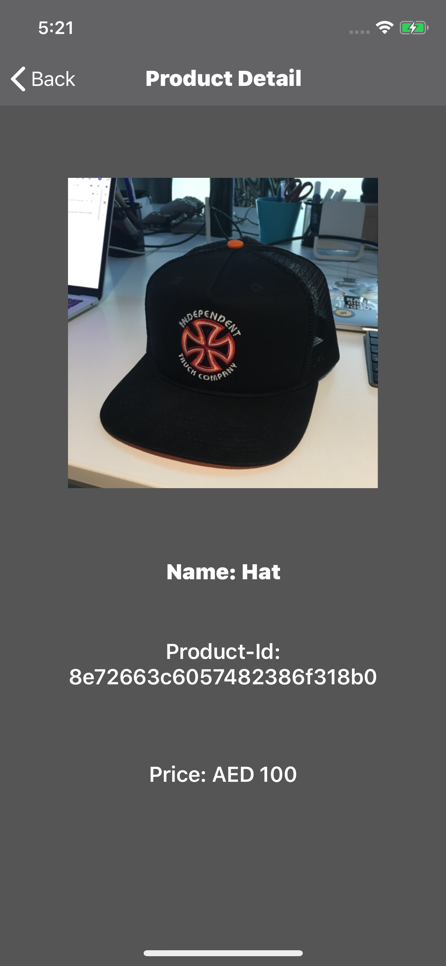 5:21
Back
Product Detail
INDEPENDENT
TRUCK COMPANY
Name: Hat
Product-Id:
8e72663c6057482386f318b0
Price: AED 100